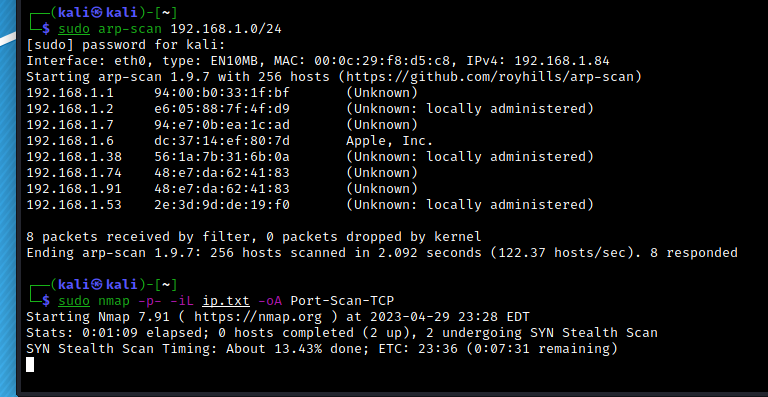 ┌──(kali㉿kali)-[~]
└─$ sudo arp-scan 192.168.1.0/24
[sudo] password for kali:
Interface: eth0, type: EN10MB, MAC: 00:0c:29:f8:d5:c8, IPv4: 192.168.1.84
Starting arp-scan 1.9.7 with 256 hosts (https://github.com/royhills/arp-scan)
192.168.1.1 94:00:b0:33:1f:bf (Unknown)
192.168.1.2 e6:05:88:7f:4f:d9 (Unknown: locally administered)
192.168.1.7 94:e7:0b:ea:1c:ad (Unknown)
192.168.1.6 dc:37:14:ef:80:7d Apple, Inc.
192.168.1.38 56:1a:7b:31:6b:0a (Unknown: locally administered)
192.168.1.74 48:e7:da:62:41:83 (Unknown)
192.168.1.91 48:e7:da:62:41:83 (Unknown)
192.168.1.53 2e:3d:9d:de:19:f0 (Unknown: locally administered)
8 packets received by filter, 0 packets dropped by kernel
Ending arp-scan 1.9.7: 256 hosts scanned in 2.092 seconds (122.37 hosts/sec). 8 responded
┌──(kali㉿kali)-[~]
└─$ sudo nmap -p- -iL ip.txt -oA Port-Scan-TCP
Starting Nmap 7.91 ( https://nmap.org ) at 2023-04-29 23:28 EDT
Stats: 0:01:09 elapsed; 0 hosts completed (2 up), 2 undergoing SYN Stealth Scan
SYN Stealth Scan Timing: About 13.43% done; ETC: 23:36 (0:07:31 remaining)